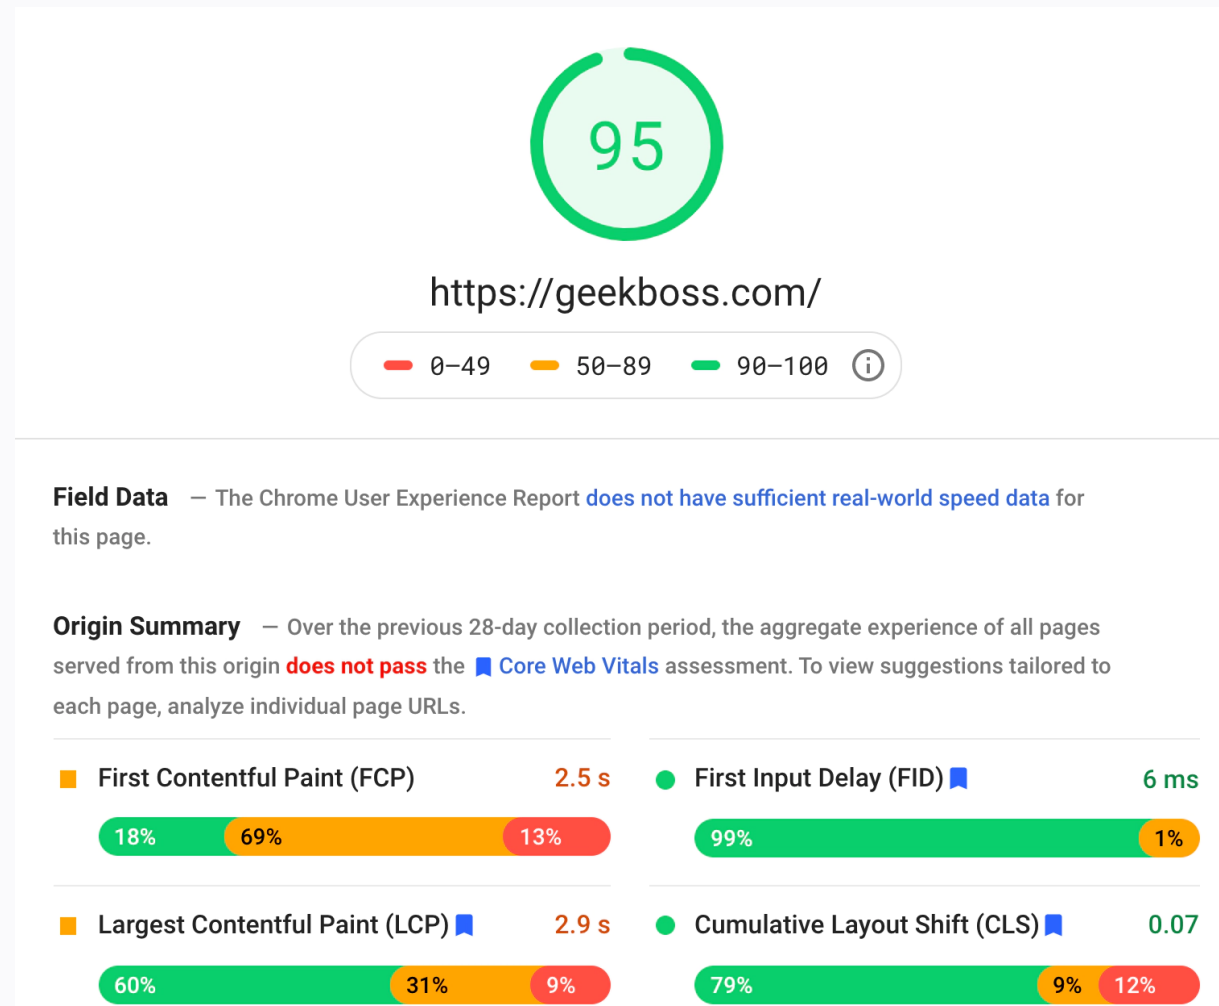 95
https://geekboss.com/
0–49 50–89 90–100
Field Data — The Chrome User Experience Report does not have sufficient real-world speed data for
this page.
Origin Summary — Over the previous 28-day collection period, the aggregate experience of all pages
served from this origin does not pass the Core Web Vitals assessment. To view suggestions tailored to
each page, analyze individual page URLs.
First Contentful Paint (FCP) 2.5 s
18% 69% 13%
First Input Delay (FID) 6 ms
99% 1%
Largest Contentful Paint (LCP) 2.9 s
60% 31% 9%
Cumulative Layout Shift (CLS) 0.07
79% 9% 12%